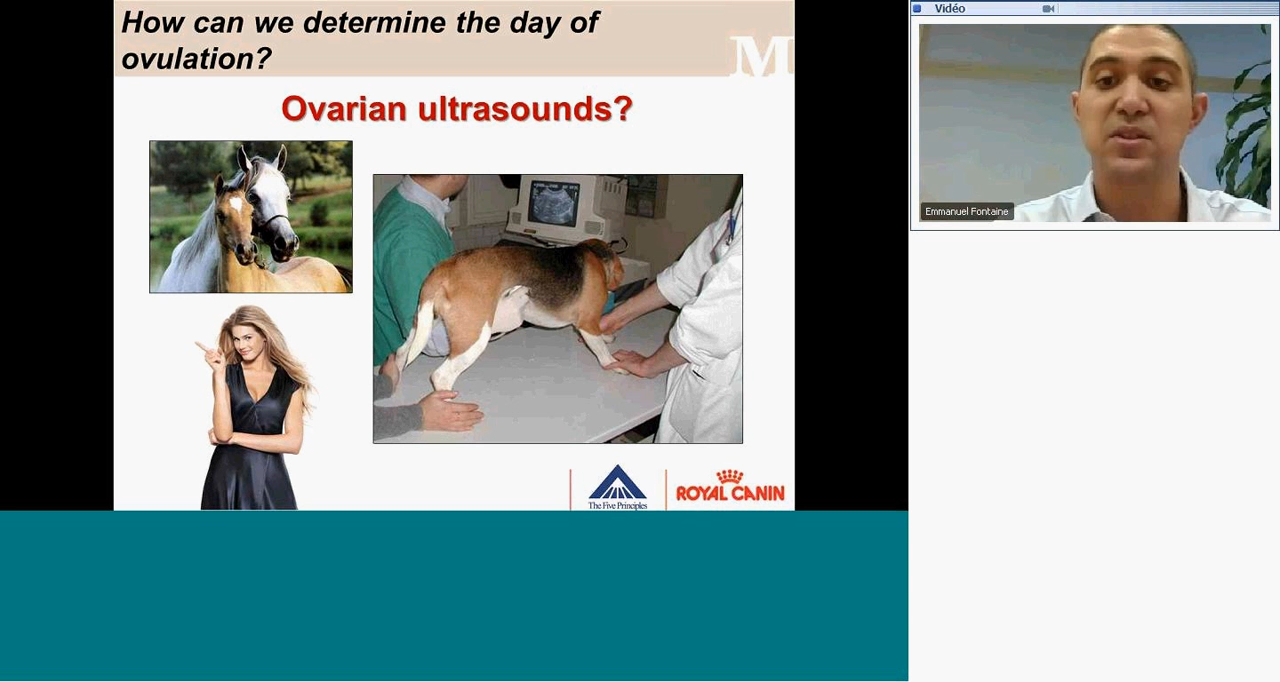 How can we determine the day of
ovulation?
M
Ovarian ultrasounds?
The Five Principles
ROYAL CANIN
Vidéo
Emmanuel Fontaine